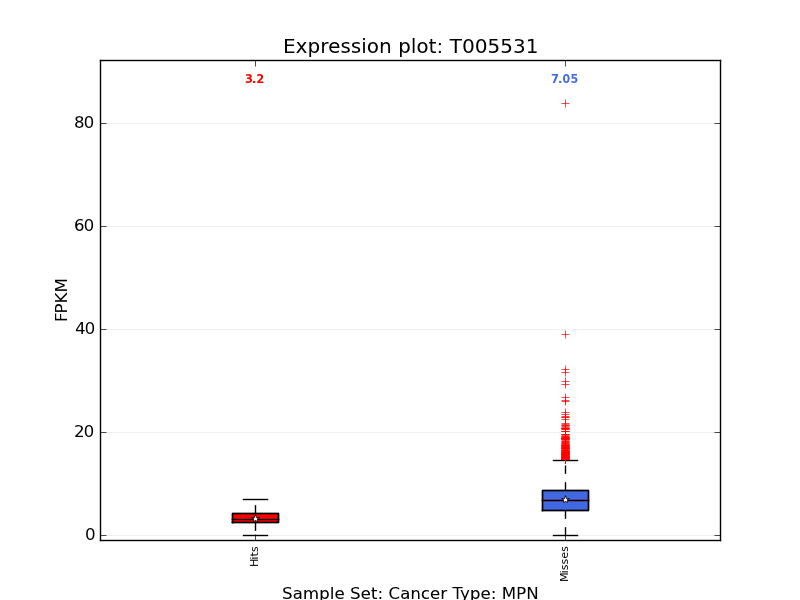 Expression plot: T005531
3.2
7.05
80
60
40
20
0
FPKM
Hits
Misses
Sample Set: Cancer Type: MPN